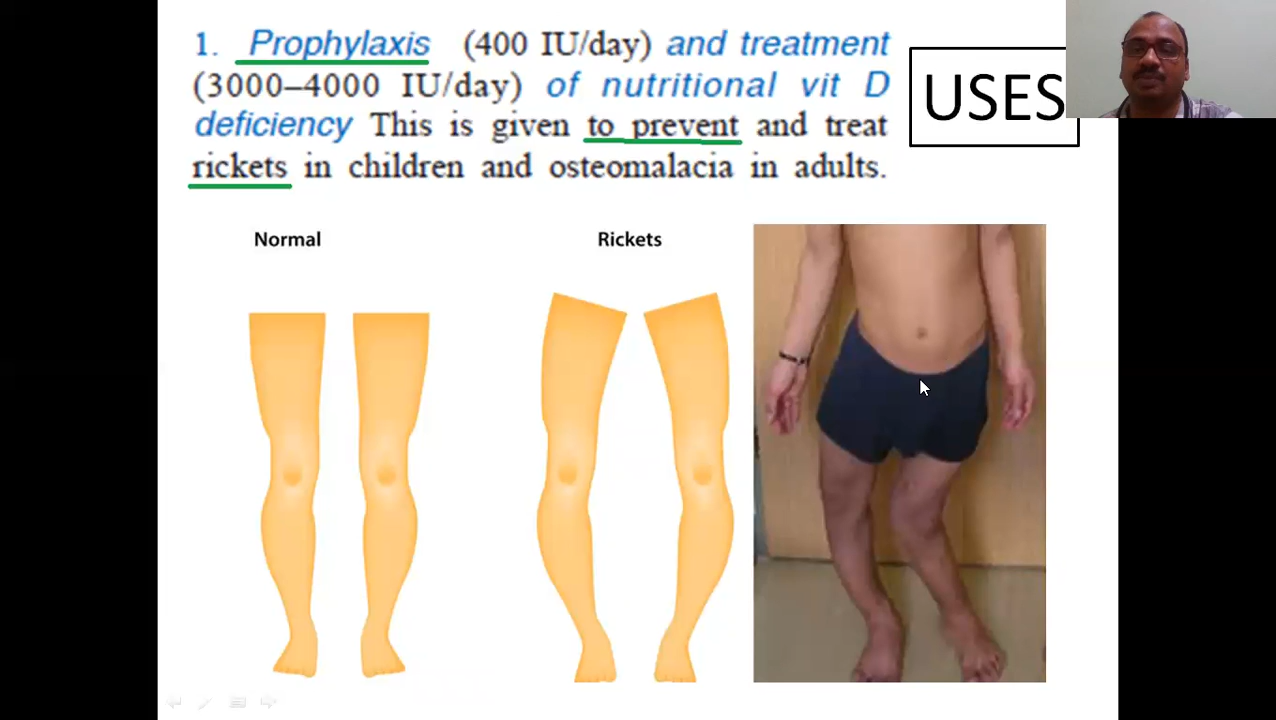 1. Prophylaxis (400 IU/day) and treatment
(3000–4000 IU/day) of nutritional vit D
deficiency This is given to prevent and treat
rickets in children and osteomalacia in adults.
USES
Normal
Rickets